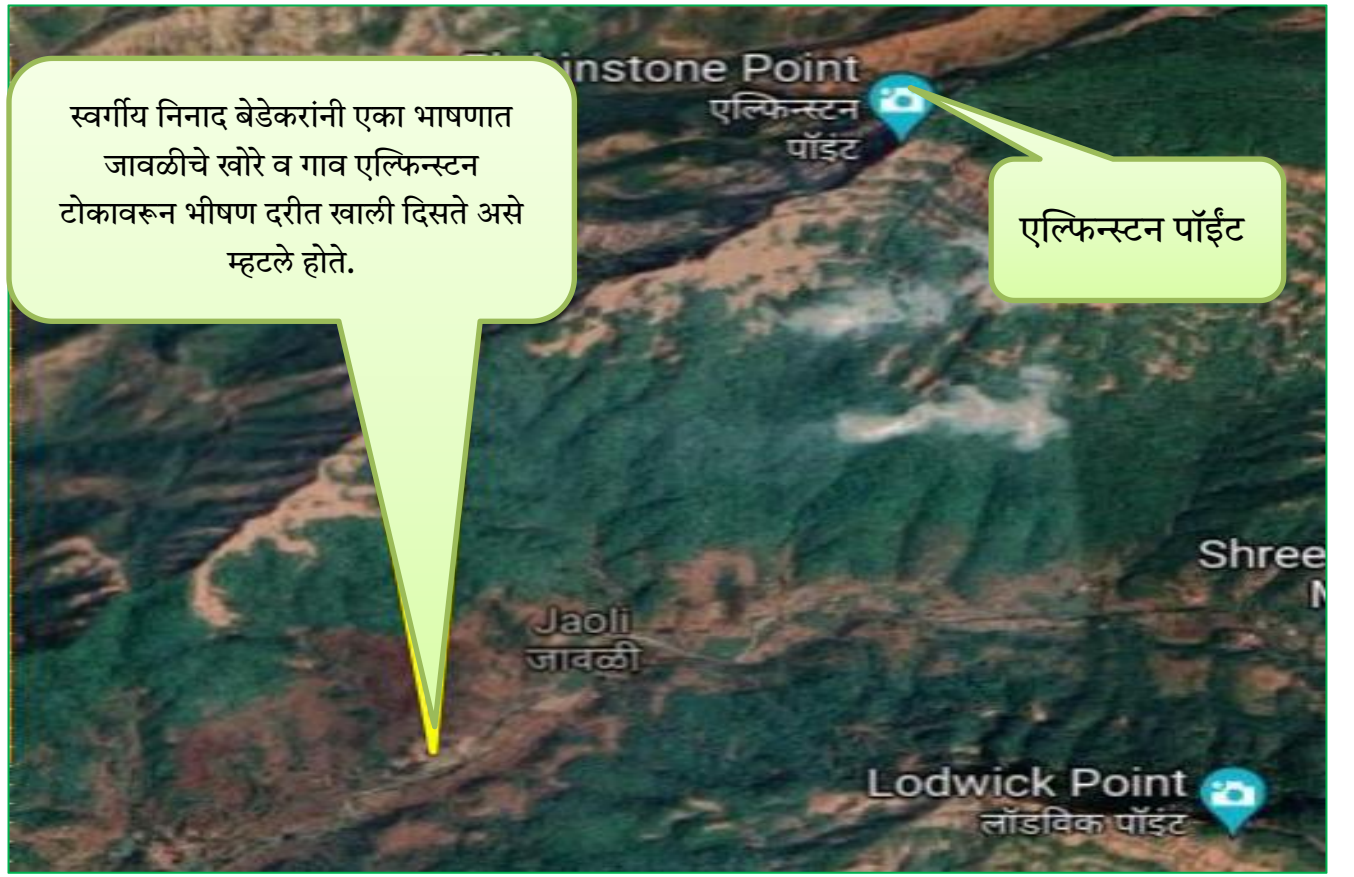 instone Point
एल्फिन्स्टन
पॉइंट
स्वर्गीय निनाद बेडेकरांनी एका भाषणात
जावळीचे खोरे व गाव एल्फिन्स्टन
टोकावरून भीषण दरीत खाली दिसते असे
म्हटले होते.
एल्फिन्स्टन पॉईंट
Shree
Jaoli
जावळी
Lodwick Point
लॉडविक पॉइंट